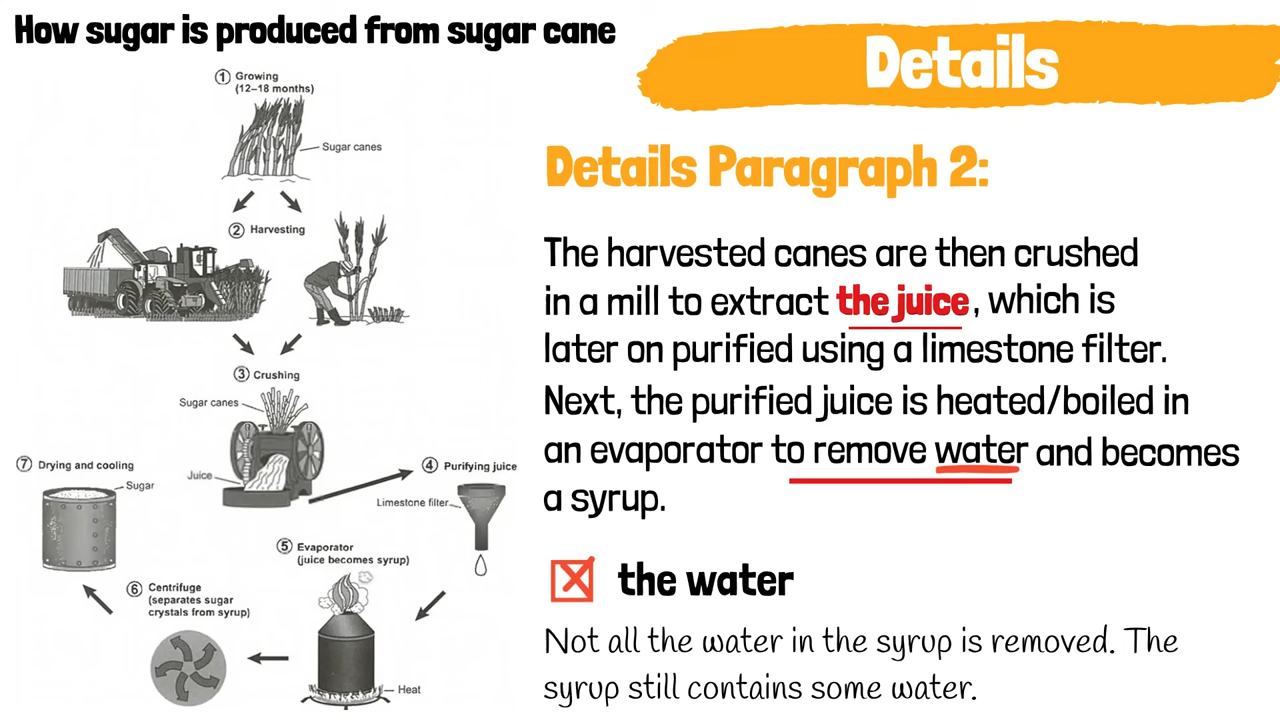 How sugar is produced from sugar cane
Details
① Growing
(12–18 months)
Sugar canes
② Harvesting
③ Crushing
Sugar canes
Juice
④ Purifying juice
Limestone filter
⑤ Evaporator
(juice becomes syrup)
Heat
⑥ Centrifuge
(separates sugar
crystals from syrup)
⑦ Drying and cooling
Sugar
Details Paragraph 2:
The harvested canes are then crushed
in a mill to extract the juice, which is
later on purified using a limestone filter.
Next, the purified juice is heated/boiled in
an evaporator to remove water and becomes
a syrup.
the water
Not all the water in the syrup is removed. The
syrup still contains some water.